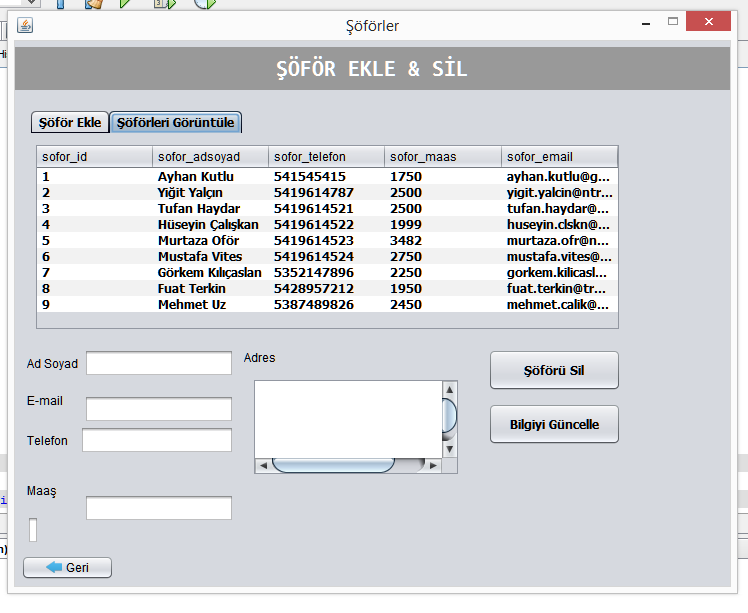 Şöförler
ŞÖFÖR EKLE & SİL
Şöför Ekle Şöförleri Görüntüle
sofor_id sofor_adsoyad sofor_telefon sofor_maas sofor_email
1 Ayhan Kutlu 541545415 1750 ayhan.kutlu@g...
2 Yiğit Yalçın 5419614787 2500 yigit.yalcin@ntr...
3 Tufan Haydar 5419614521 2500 tufan.haydar@...
4 Hüseyin Çalışkan 5419614522 1999 huseyin.clskn@...
5 Murtaza Oför 5419614523 3482 murtaza.ofr@n...
6 Mustafa Vites 5419614524 2750 mustafa.vites@...
7 Görkem Kılıçaslan 5352147896 2250 gorkem.kilicasl...
8 Fuat Terkin 5428957212 1950 fuat.terkin@tr...
9 Mehmet Uz 5387489826 2450 mehmet.calik@...
Ad Soyad Adres
Şöförü Sil
E-mail
Bilgiyi Güncelle
Telefon
Maaş
Geri